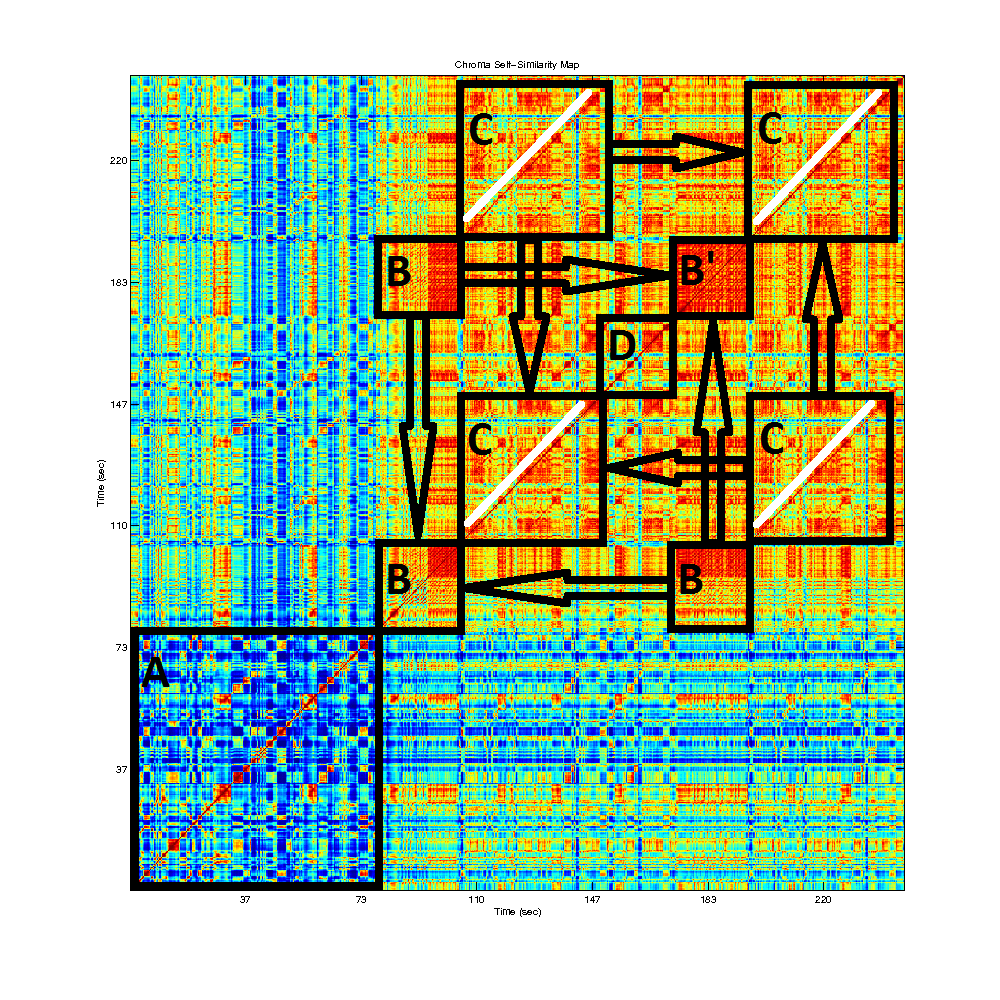 Chroma Self-Similarity Map
C C
220
B B'
183
D
147
C C
Time (sec)
110
B B
73
A
37
37 73 110 147 183 220
Time (sec)